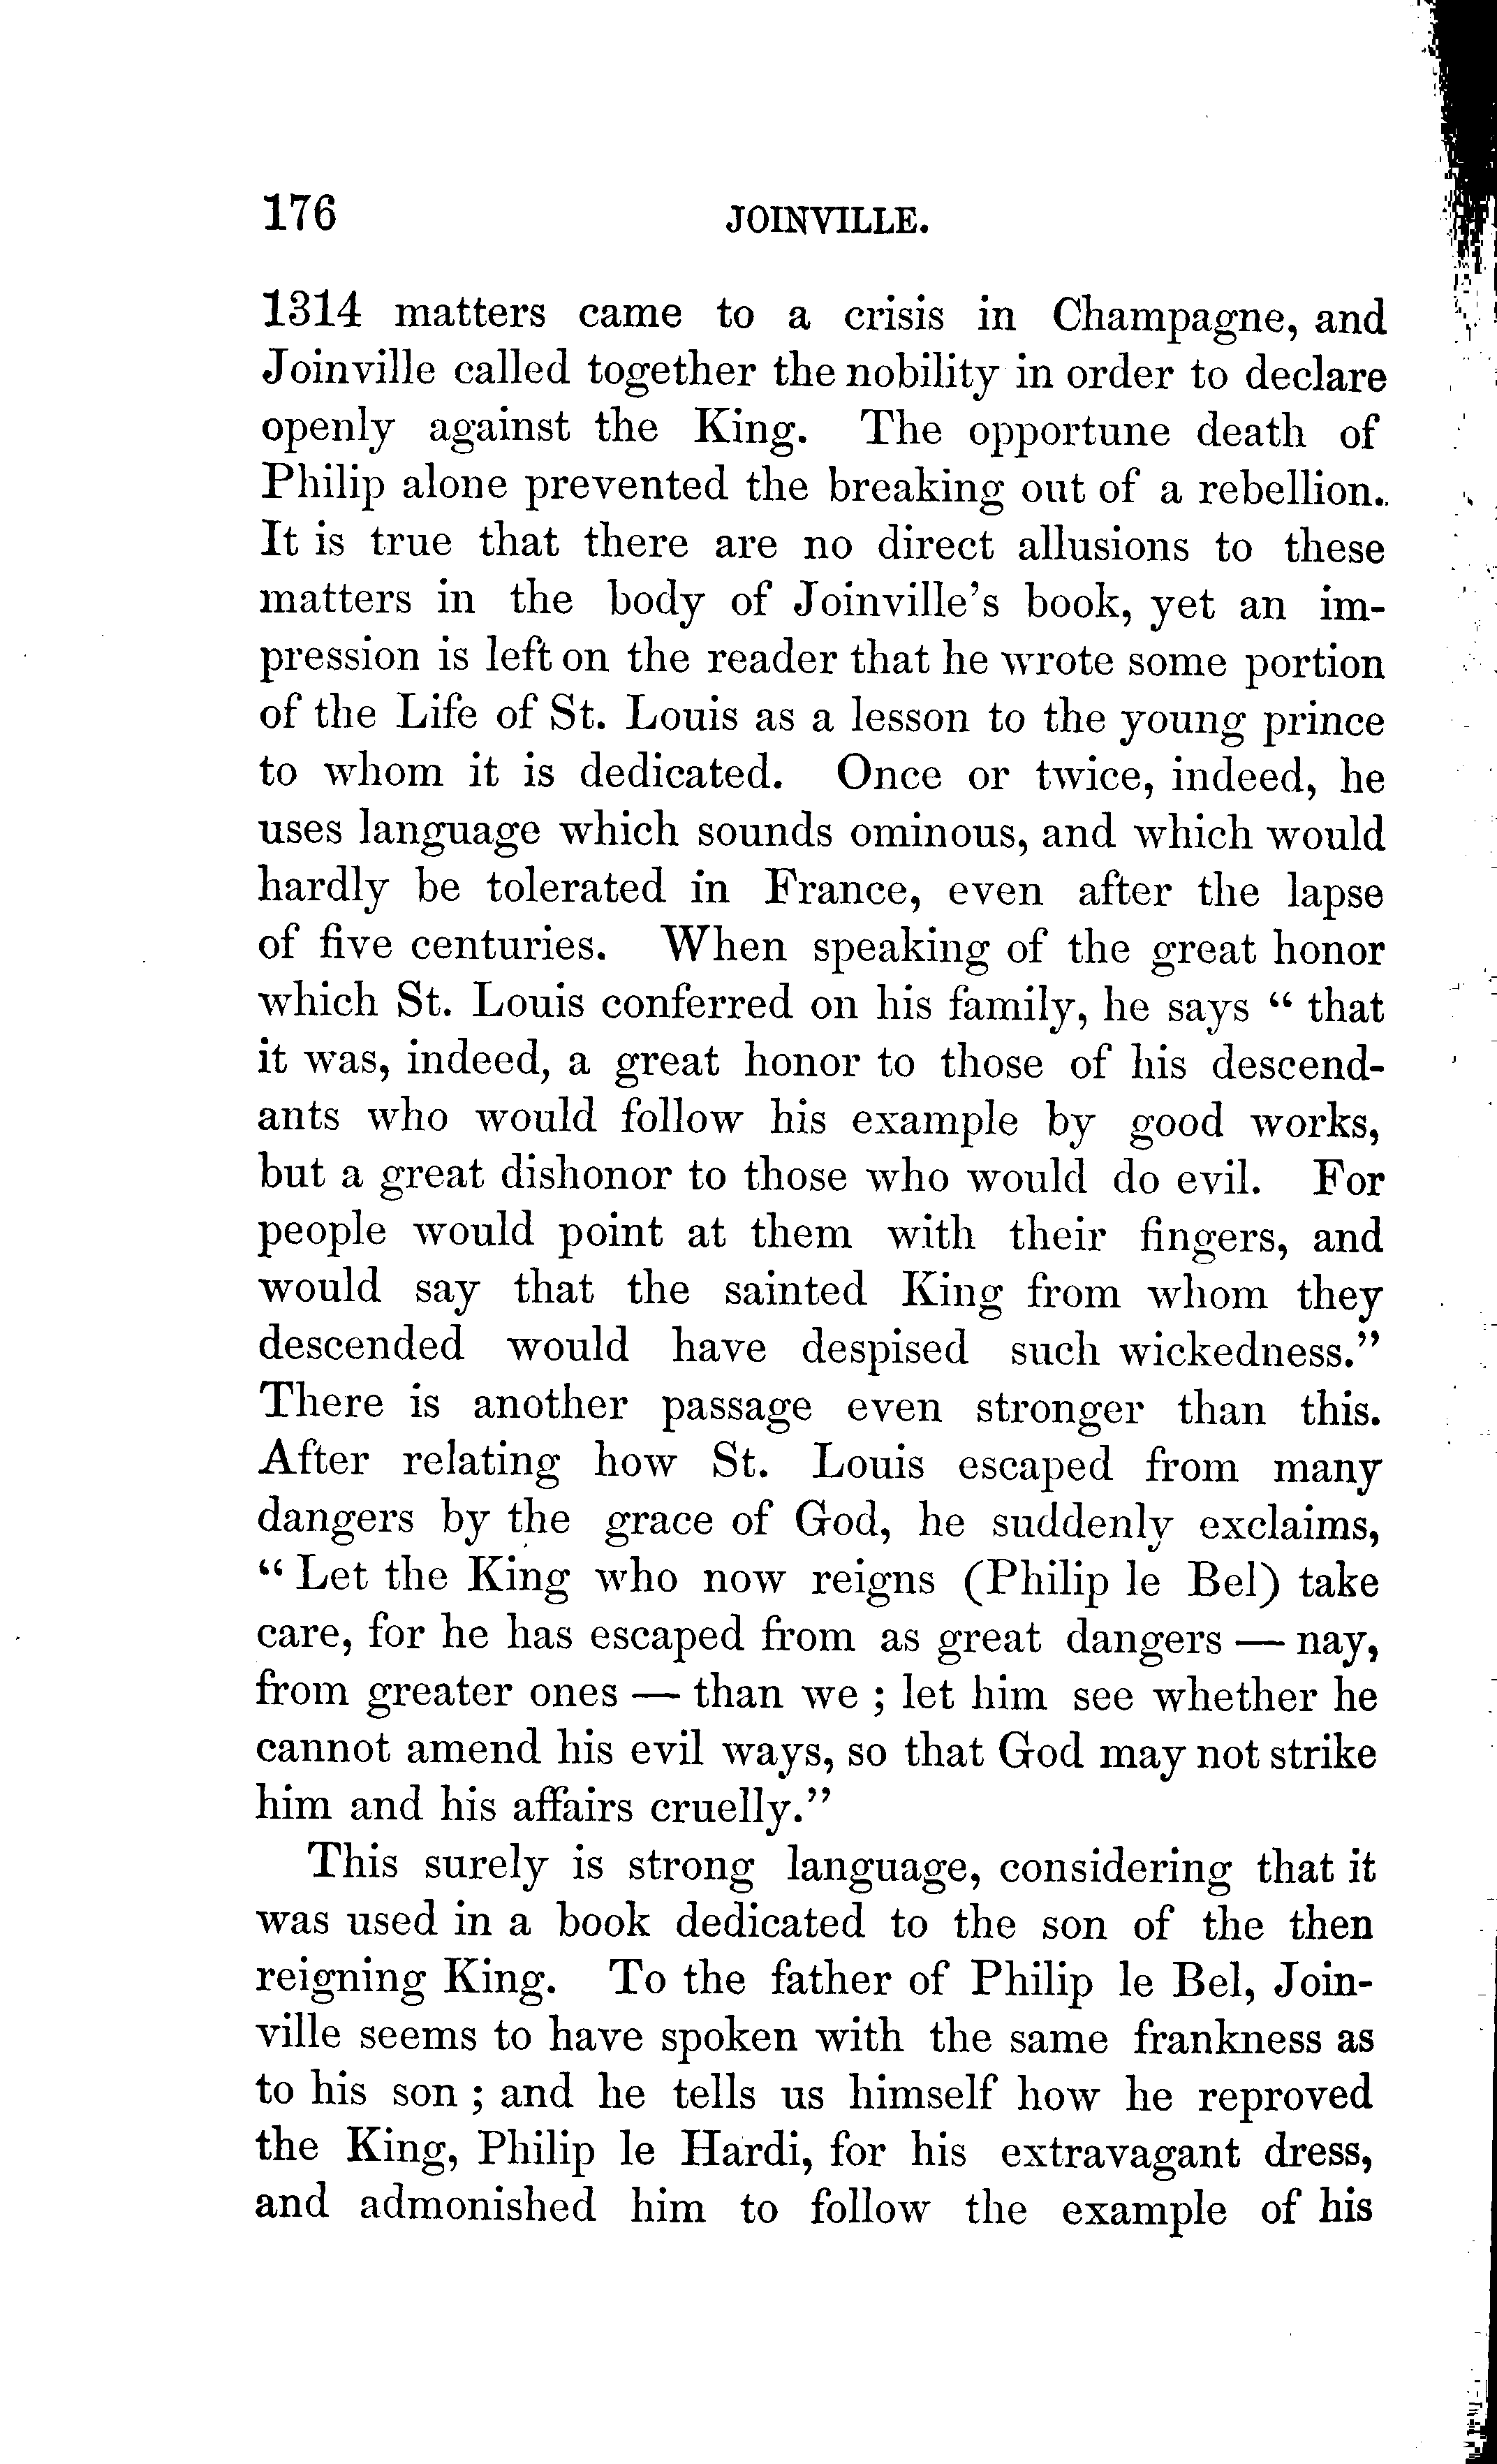 176 JOINVILLE.
1314 matters came to a crisis in Champagne, and
Joinville called together the nobility in order to declare
openly against the King. The opportune death of
Philip alone prevented the breaking out of a rebellion.
It is true that there are no direct allusions to these
matters in the body of Joinville's book, yet an im-
pression is left on the reader that he wrote some portion
of the Life of St. Louis as a lesson to the young prince
to whom it is dedicated. Once or twice, indeed, he
uses language which sounds ominous, and which would
hardly be tolerated in France, even after the lapse
of five centuries. When speaking of the great honor
which St. Louis conferred on his family, he says " that
it was, indeed, a great honor to those of his descend-
ants who would follow his example by good works,
but a great dishonor to those who would do evil. For
people would point at them with their fingers, and
would say that the sainted King from whom they
descended would have despised such wickedness."
There is another passage even stronger than this.
After relating how St. Louis escaped from many
dangers by the grace of God, he suddenly exclaims,
" Let the King who now reigns (Philip le Bel) take
care, for he has escaped from as great dangers — nay,
from greater ones — than we ; let him see whether he
cannot amend his evil ways, so that God may not strike
him and his affairs cruelly."
This surely is strong language, considering that it
was used in a book dedicated to the son of the then
reigning King. To the father of Philip le Bel, Join-
ville seems to have spoken with the same frankness as
to his son ; and he tells us himself how he reproved
the King, Philip le Hardi, for his extravagant dress,
and admonished him to follow the example of his